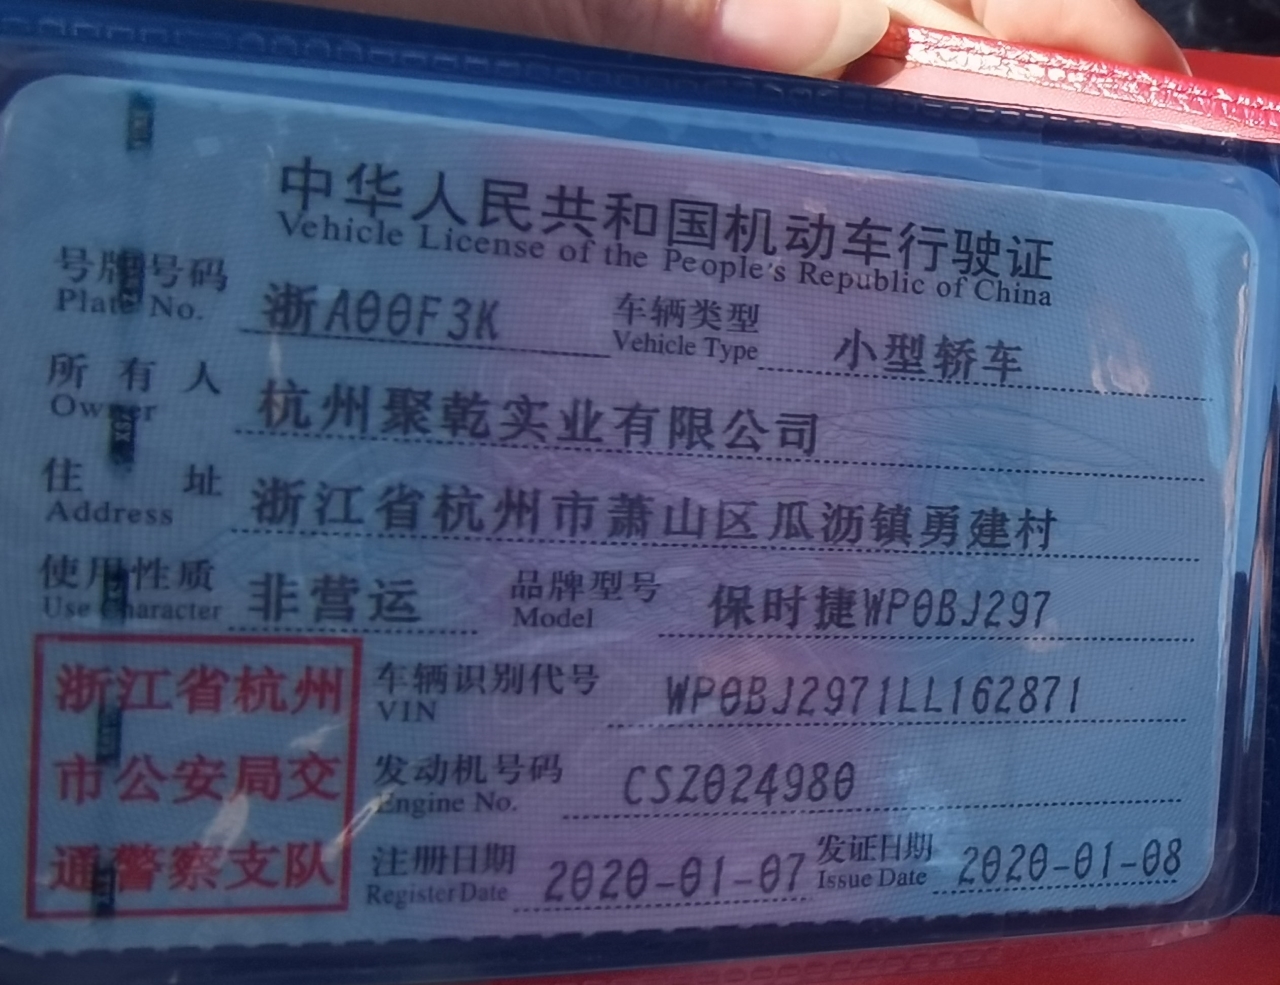 中华人民共和国机动车行驶证
Vehicle License of the People's Republic of China
号牌号码 浙A00F3K 车辆类型 小型轿车
Plate No. Vehicle Type
所有人 杭州聚乾实业有限公司
Owner
住址 浙江省杭州市萧山区瓜沥镇勇建村
Address
使用性质 非营运 品牌型号 保时捷WP0BJ297
Use Character Model
浙江省杭州
市公安局交
通警察支队
车辆识别代号 WP0BJ2971LL162871
VIN
发动机号码 CSZ024980
Engine No.
注册日期 2020-01-07 发证日期 2020-01-08
Register Date Issue Date